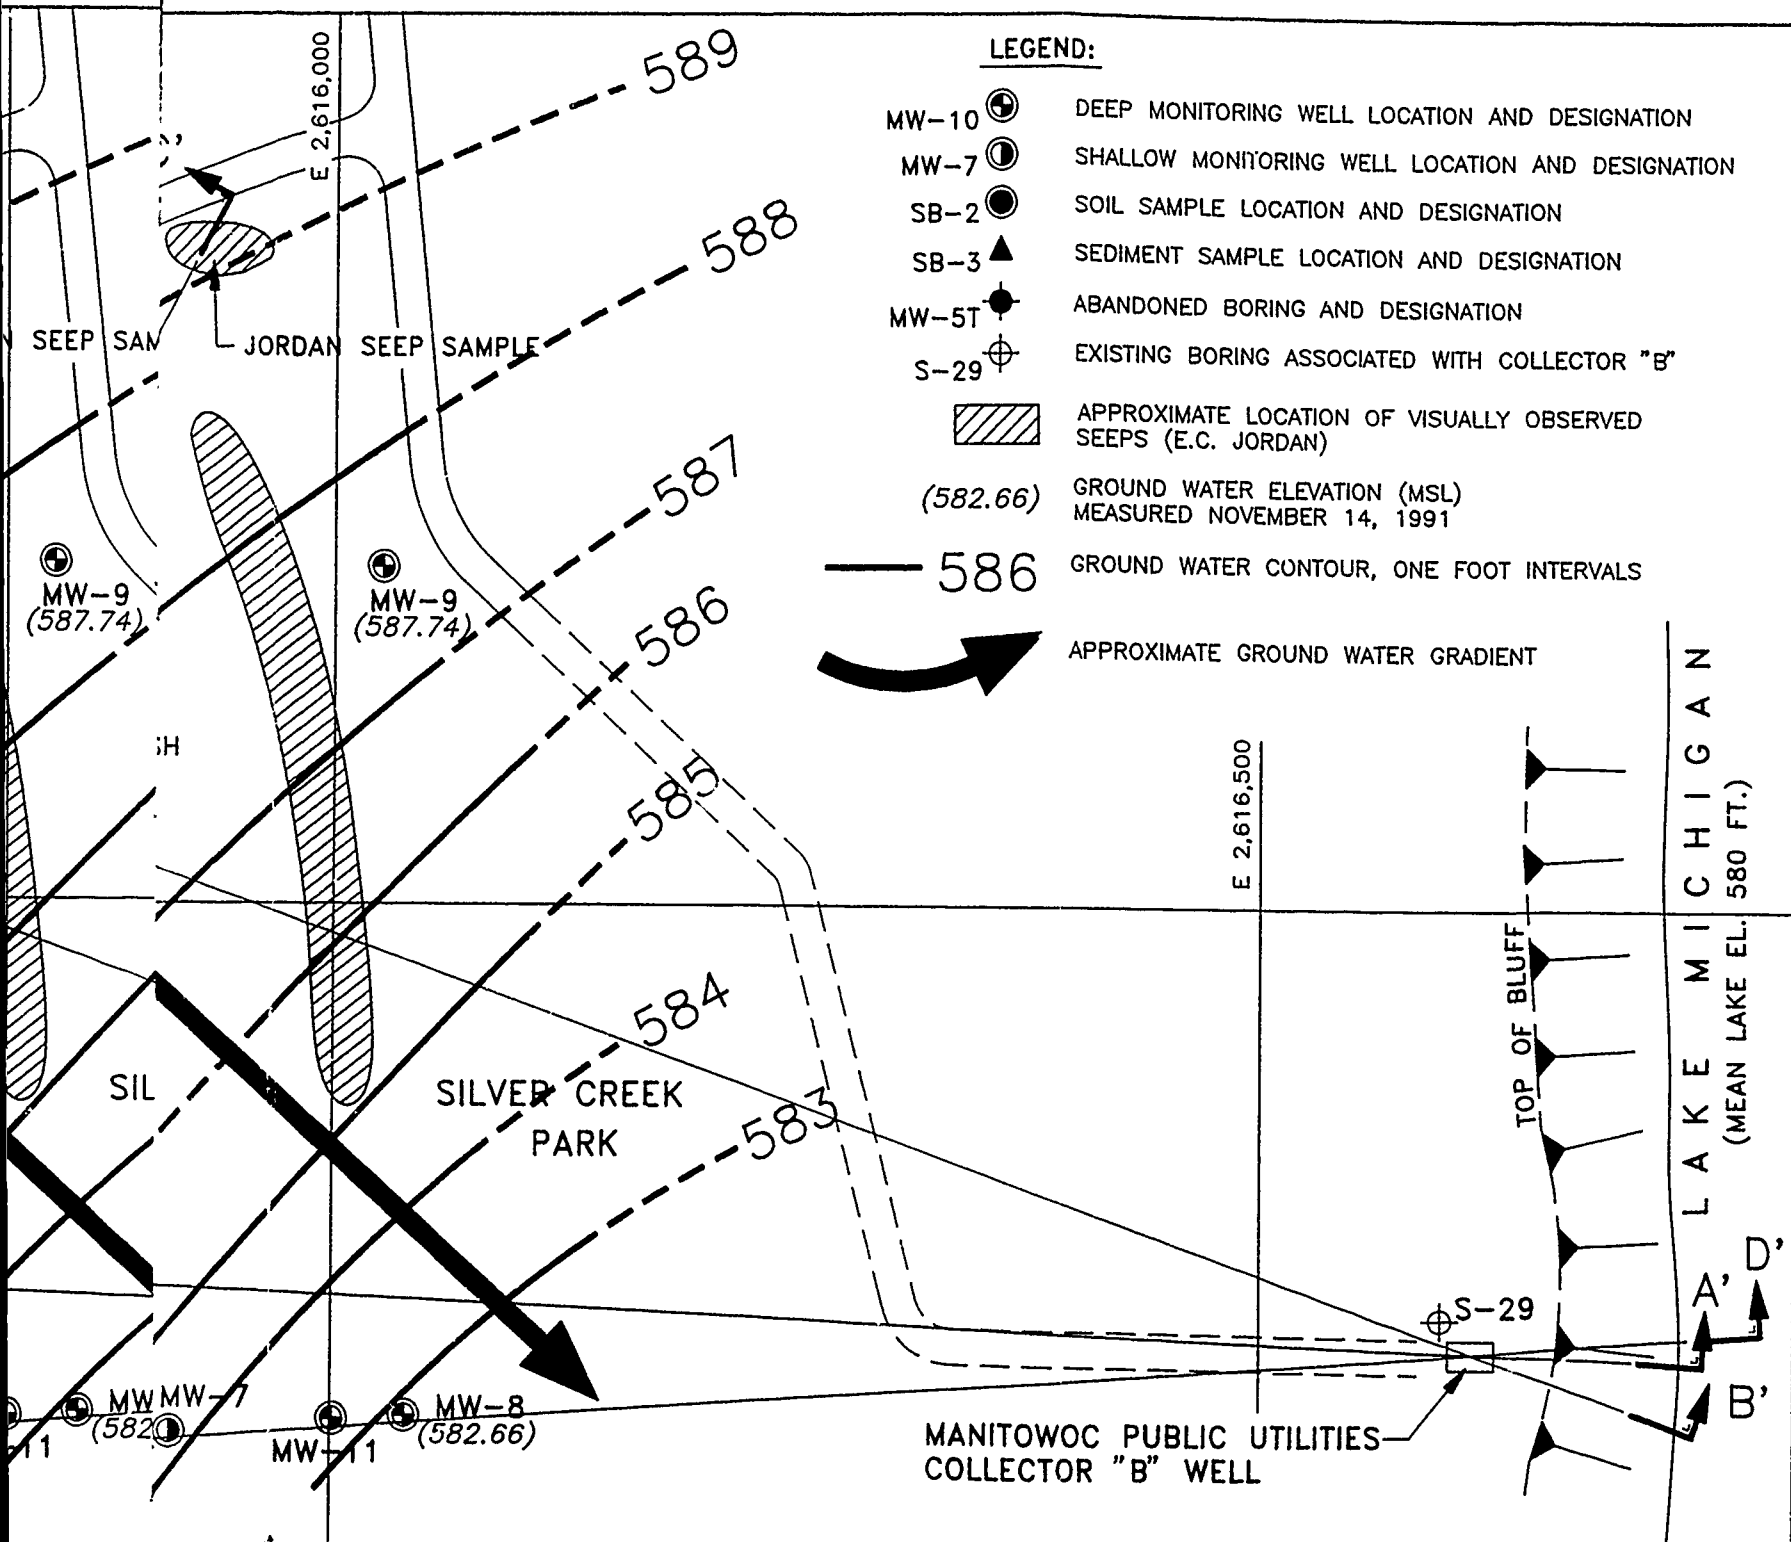 LEGEND:
MW-10 DEEP MONITORING WELL LOCATION AND DESIGNATION
MW-7 SHALLOW MONITORING WELL LOCATION AND DESIGNATION
SB-2 SOIL SAMPLE LOCATION AND DESIGNATION
SB-3 SEDIMENT SAMPLE LOCATION AND DESIGNATION
MW-5T ABANDONED BORING AND DESIGNATION
S-29 EXISTING BORING ASSOCIATED WITH COLLECTOR "B"
APPROXIMATE LOCATION OF VISUALLY OBSERVED
SEEPS (E.C. JORDAN)
(582.66) GROUND WATER ELEVATION (MSL)
MEASURED NOVEMBER 14, 1991
586 GROUND WATER CONTOUR, ONE FOOT INTERVALS
APPROXIMATE GROUND WATER GRADIENT
E 2,616,000
589
588
N SEEP SAM
JORDAN SEEP SAMPLE
587
MW-9
(587.74)
MW-9
(587.74)
586
585
E 2,616,500
LAKE MICHIGAN
(MEAN LAKE EL. 580 FT.)
TOP OF BLUFF
584
SIL
SILVER CREEK
PARK
583
S-29
D'
A'
B'
MW
(582
MW-7
MW-8
(582.66)
11
MW-11
MANITOWOC PUBLIC UTILITIES
COLLECTOR "B" WELL